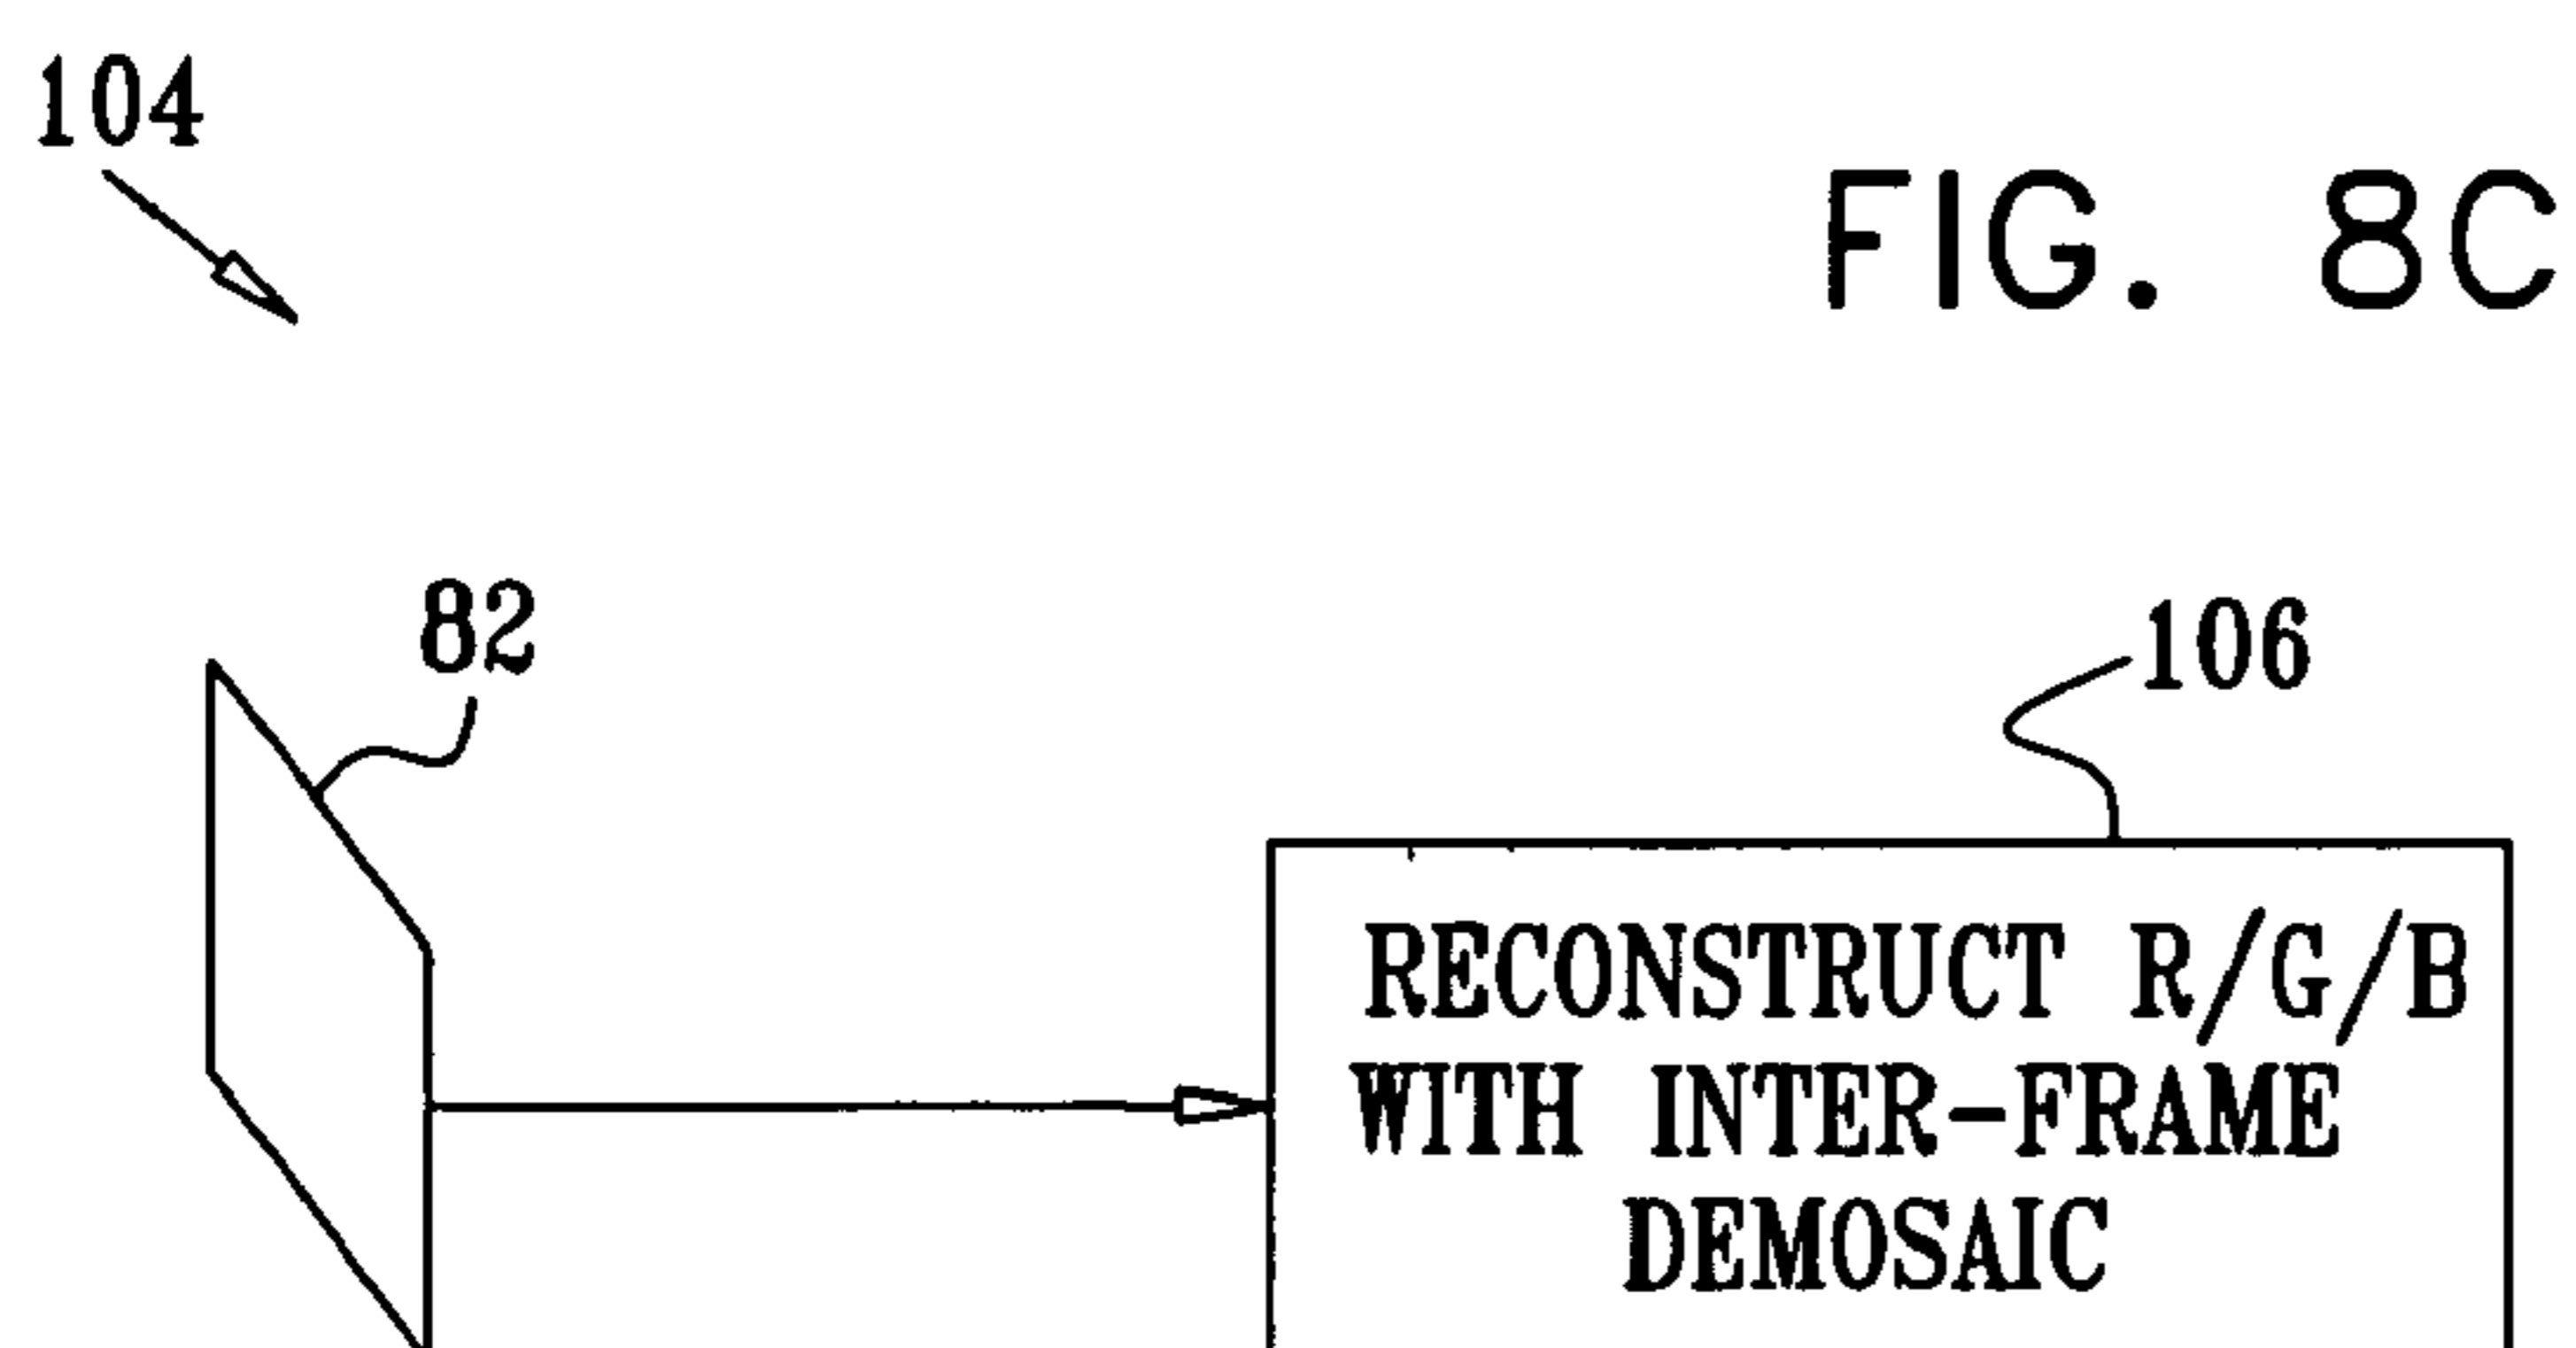 104
FIG. 8C
82
106
RECONSTRUCT R/G/B
WITH INTER-FRAME
DEMOSAIC